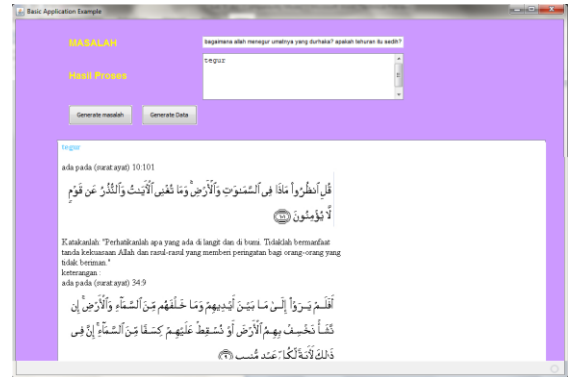 Basic Application Example
MASALAH
bagaimana allah menegur umatnya yang durhaka? apakah teburan itu sedih?
Hasil Proses
tegur
Generate masalah
Generate Data
tegur
ada pada (surat:ayat) 10:101
قُلِ ٱنظُرُوا۟ مَاذَا فِى ٱلسَّمَـٰوَٰتِ وَٱلْأَرْضِ ۚ وَمَا تُغْنِى ٱلْـَٔايَـٰتُ وَٱلنُّذُرُ عَن قَوْمٍ
لَّا يُؤْمِنُونَ ١٠١
Katakanlah: "Perhatikanlah apa yang ada di langit dan di bumi. Tidaklah bermanfaat
tanda kekuasaan Allah dan rasul-rasul yang memberi peringatan bagi orang-orang yang
tidak beriman."
keterangan :
ada pada (surat:ayat) 34:9
أَفَلَمْ يَرَوْا۟ إِلَىٰ مَا بَيْنَ أَيْدِيهِمْ وَمَا خَلْفَهُم مِّنَ ٱلسَّمَآءِ وَٱلْأَرْضِ ۚ إِن
نَّشَأْ نَخْسِفْ بِهِمُ ٱلْأَرْضَ أَوْ نُسْقِطْ عَلَيْهِمْ كِسَفًا مِّنَ ٱلسَّمَآءِ ۚ إِنَّ فِى
ذَٰلِكَ لَـَٔايَةً لِّكُلِّ عَبْدٍ مُّنِيبٍ ٩